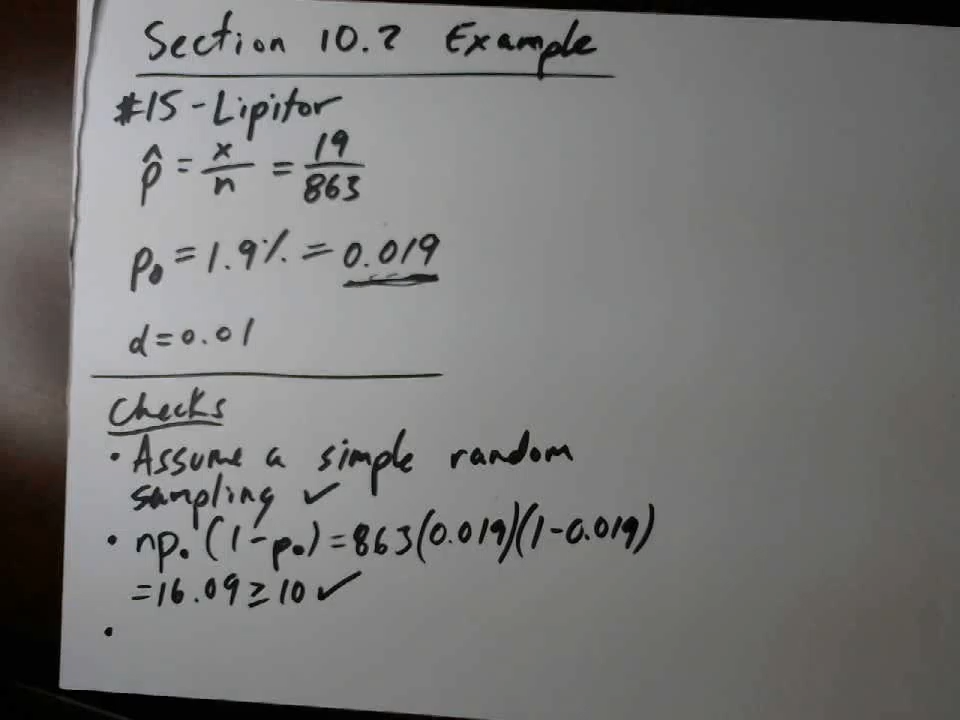 Section 10.2 Example
#15 - Lipitor
p̂ = x/n = 19/863
p₀ = 1.9% = 0.019
d = 0.01
Checks
• Assume a simple random
sampling ✓
• np₀ (1-p₀) = 863(0.019)(1-0.019)
= 16.09 ≥ 10 ✓
•